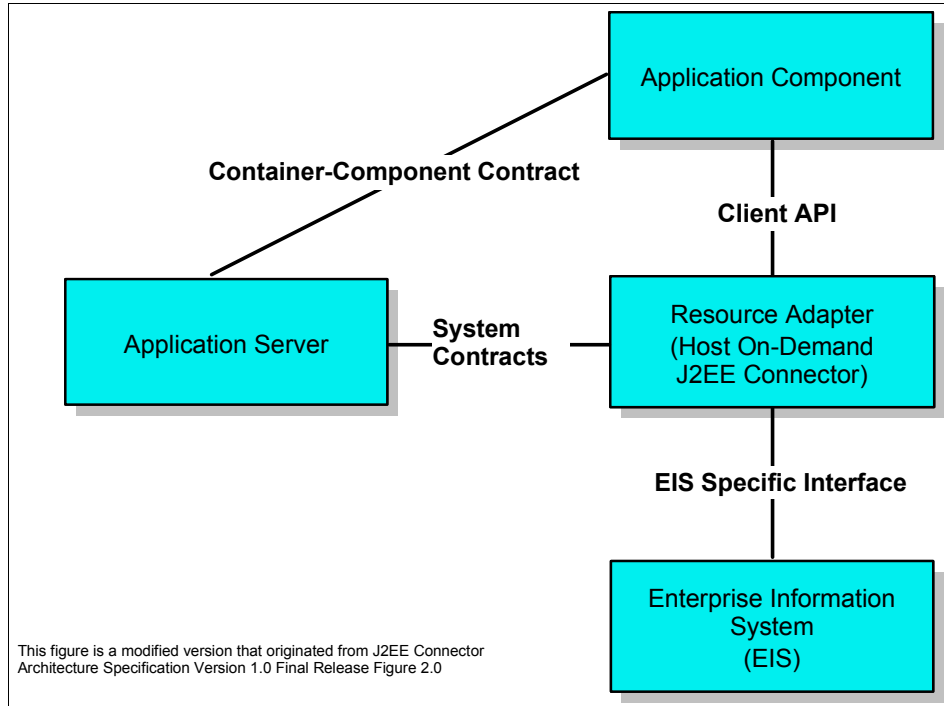 Application Component
Container-Component Contract
Client API
Application Server
System
Contracts
Resource Adapter
(Host On-Demand
J2EE Connector)
EIS Specific Interface
Enterprise Information
System
(EIS)
This figure is a modified version that originated from J2EE Connector
Architecture Specification Version 1.0 Final Release Figure 2.0